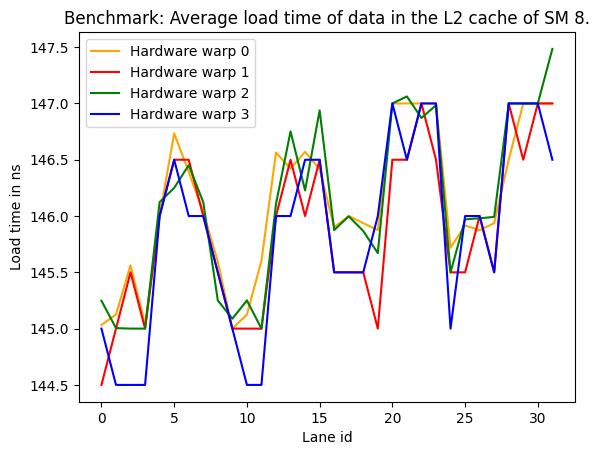 Benchmark: Average load time of data in the L2 cache of SM 8.
Hardware warp 0
Hardware warp 1
Hardware warp 2
Hardware warp 3
147.5
147.0
146.5
146.0
145.5
145.0
144.5
Load time in ns
0 5 10 15 20 25 30
Lane id